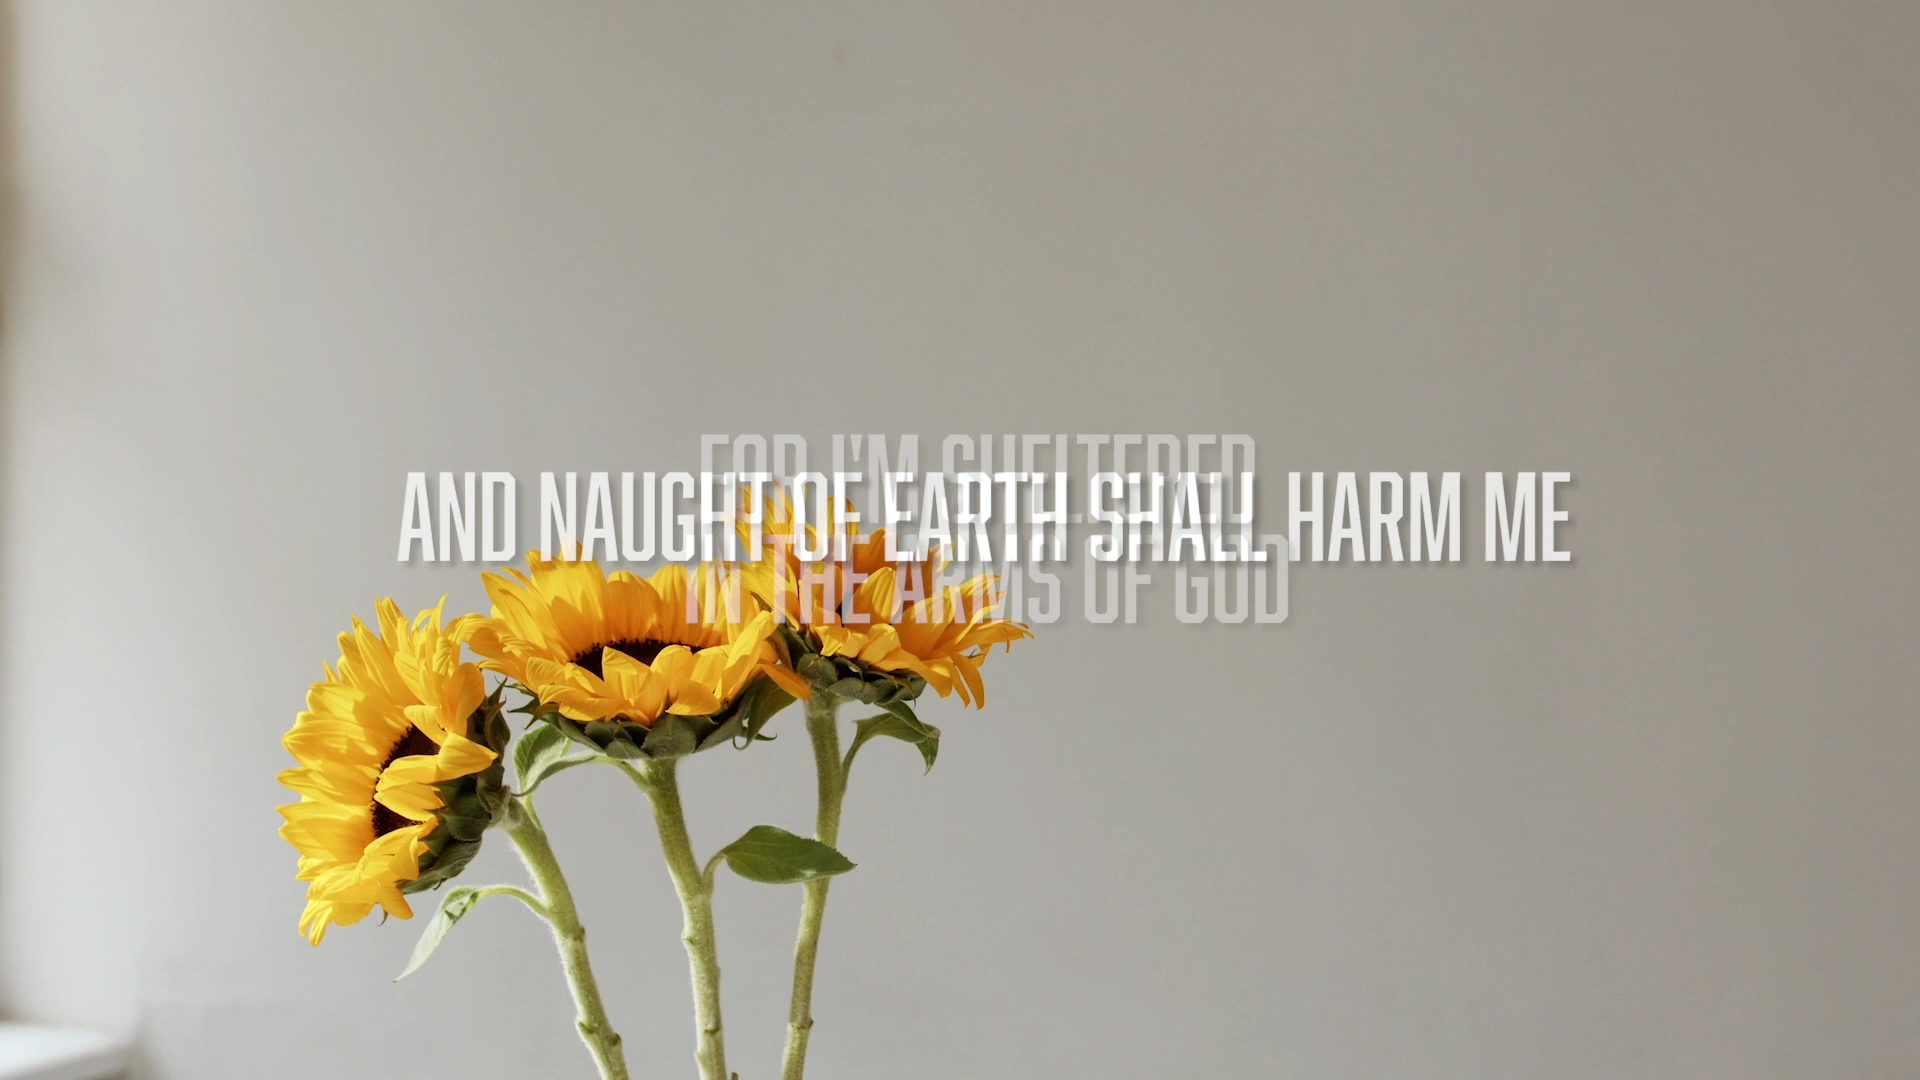 FOR I'M SHELTERED
AND NAUGHT OF EARTH SHALL HARM ME
IN THE ARMS OF GOD